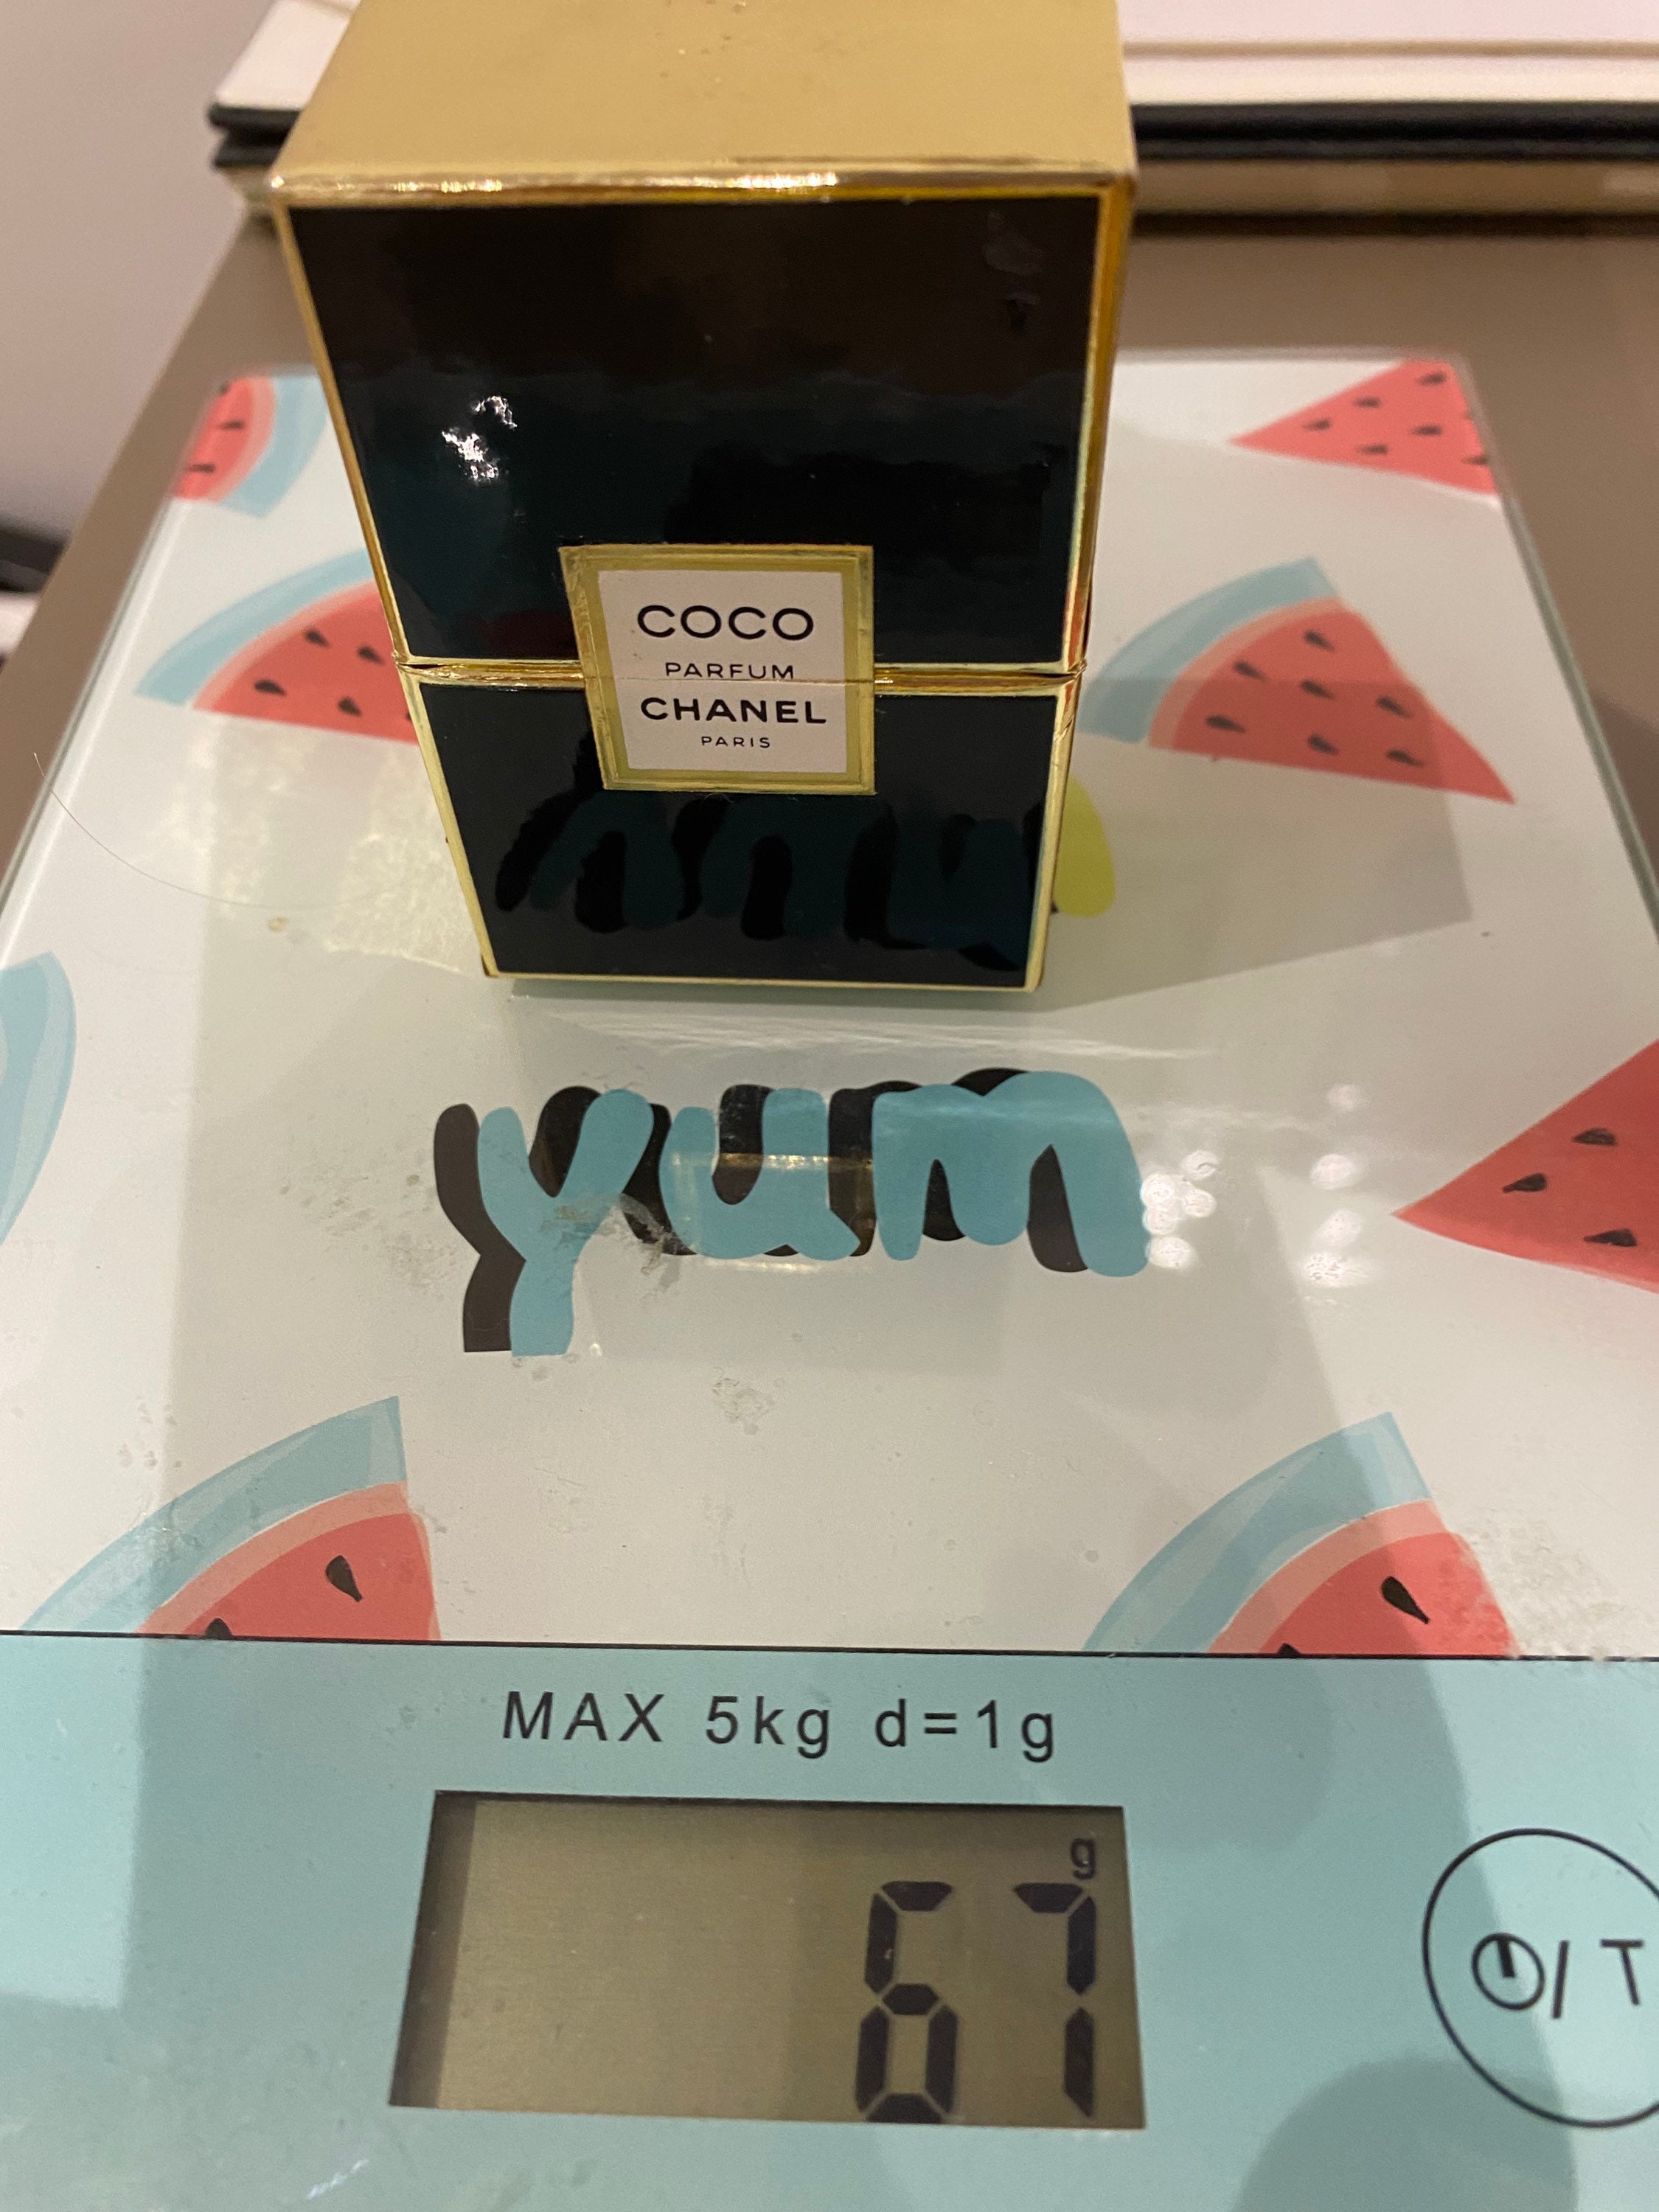 COCO
PARFUM
CHANEL
PARIS
yum
MAX 5kg d=1g
g
67
/ T